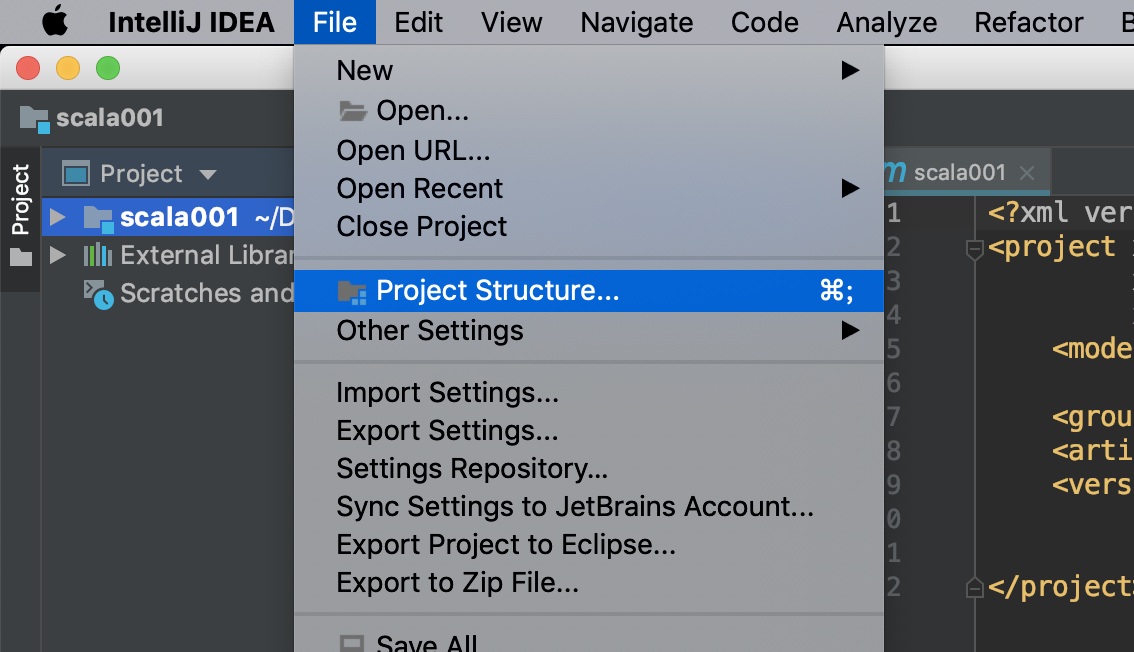 IntelliJ IDEA File Edit View Navigate Code Analyze Refactor
scala001
Project
Project
scala001 ~/D
External Librar
Scratches and
New
Open...
Open URL...
Open Recent
Close Project
Project Structure... ⌘;
Other Settings
Import Settings...
Export Settings...
Settings Repository...
Sync Settings to JetBrains Account...
Export Project to Eclipse...
Export to Zip File...
Save All
m scala001
1 <?xml ver
2 <project
3
4
5 <mode
6
7 <grou
8 <arti
9 <vers
0
1
2 </project>